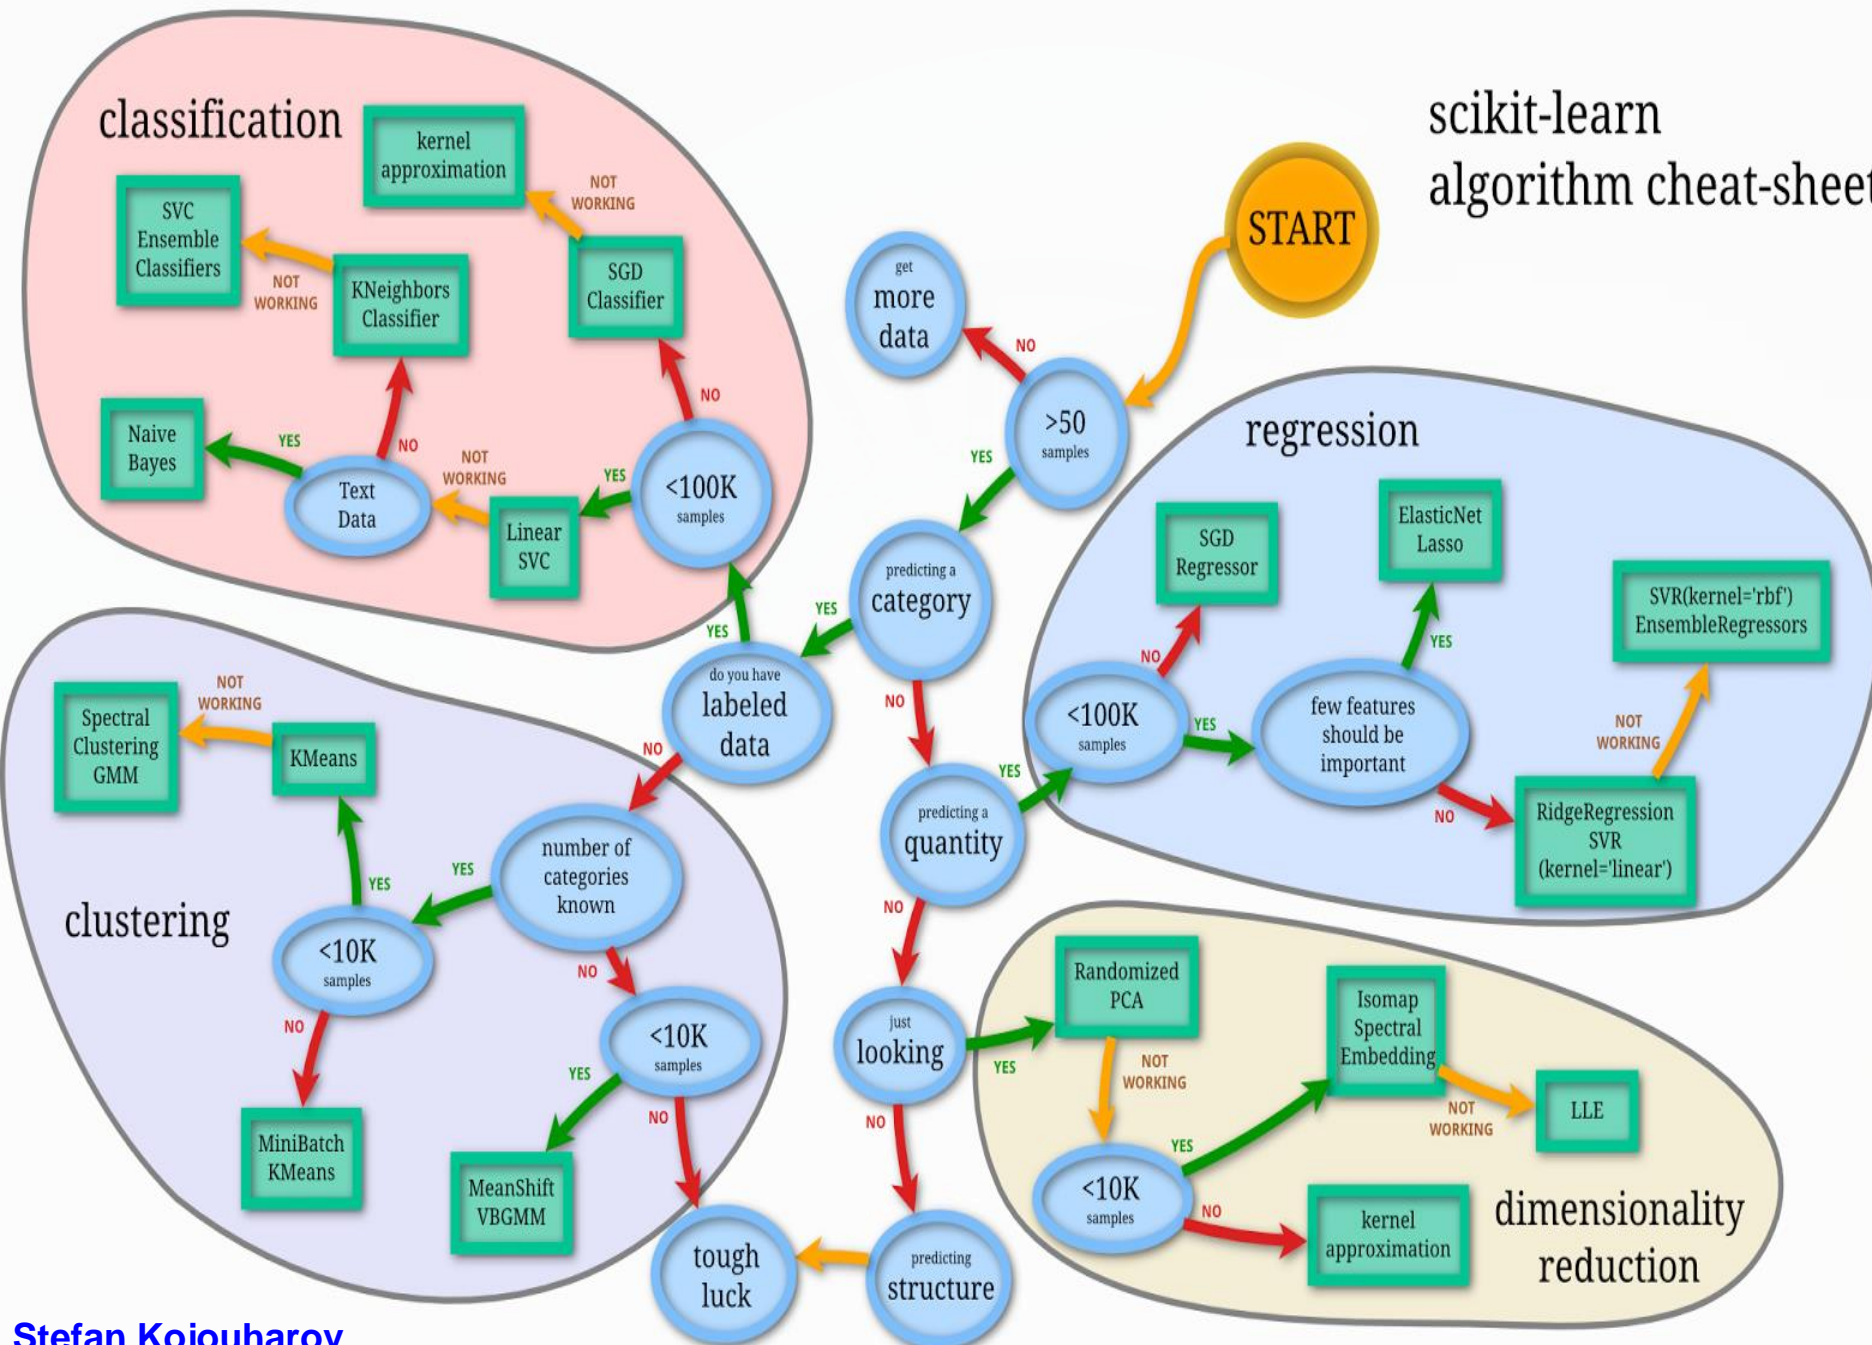 scikit-learn
algorithm cheat-sheet
classification
kernel
approximation
NOT
WORKING
SVC
Ensemble
Classifiers
NOT
WORKING
KNeighbors
Classifier
SGD
Classifier
NO
Naive
Bayes
YES
NO
Text
Data
NOT
WORKING
Linear
SVC
YES
<100K
samples
START
get
more
data
NO
>50
samples
YES
predicting a
category
YES
YES
do you have
labeled
data
NO
NO
predicting a
quantity
YES
NO
just
looking
YES
NO
predicting
structure
tough
luck
regression
SGD
Regressor
NO
<100K
samples
YES
ElasticNet
Lasso
YES
few features
should be
important
NO
SVR(kernel='rbf')
EnsembleRegressors
NOT
WORKING
RidgeRegression
SVR
(kernel='linear')
clustering
Spectral
Clustering
GMM
NOT
WORKING
KMeans
YES
<10K
samples
YES
number of
categories
known
NO
NO
MiniBatch
KMeans
<10K
samples
YES
NO
MeanShift
VBGMM
dimensionality
reduction
Randomized
PCA
NOT
WORKING
<10K
samples
YES
Isomap
Spectral
Embedding
NOT
WORKING
LLE
NO
kernel
approximation
Stefan Kojouharov